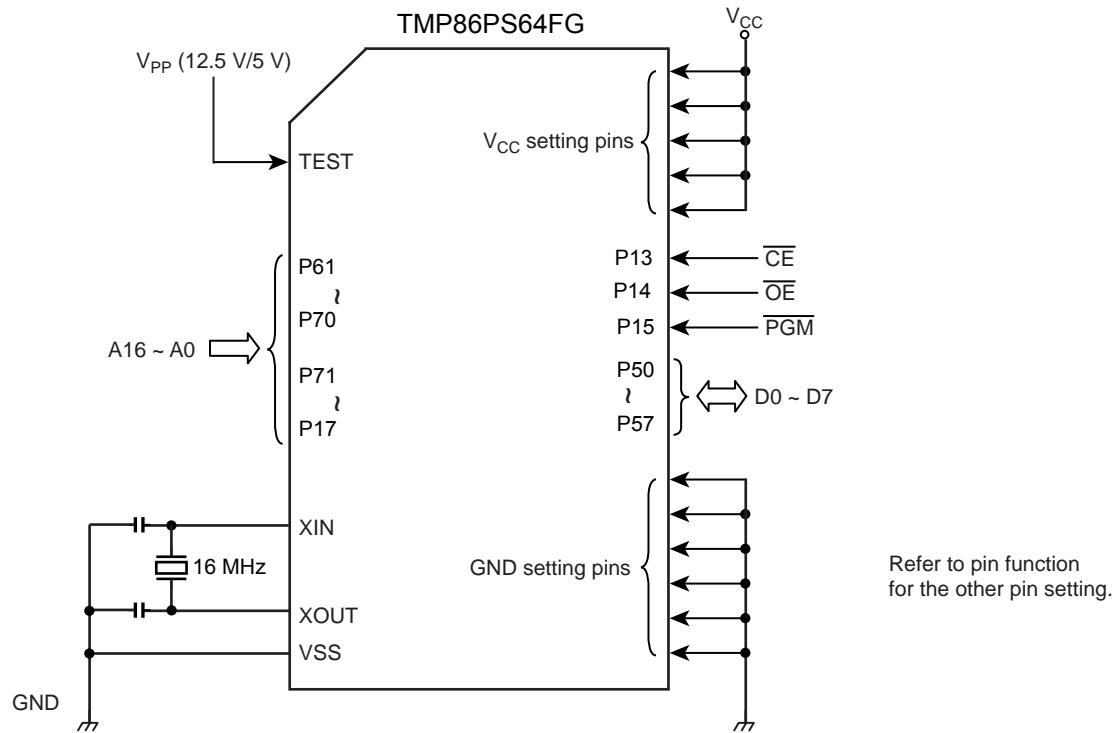 TMP86PS64FG
VCC
VPP (12.5 V/5 V)
VCC setting pins
TEST
P61
~
P70
P71
~
P17
A16 ~ A0
P13
CE
P14
OE
P15
PGM
P50
~
P57
D0 ~ D7
XIN
16 MHz
XOUT
VSS
GND
GND setting pins
Refer to pin function
for the other pin setting.